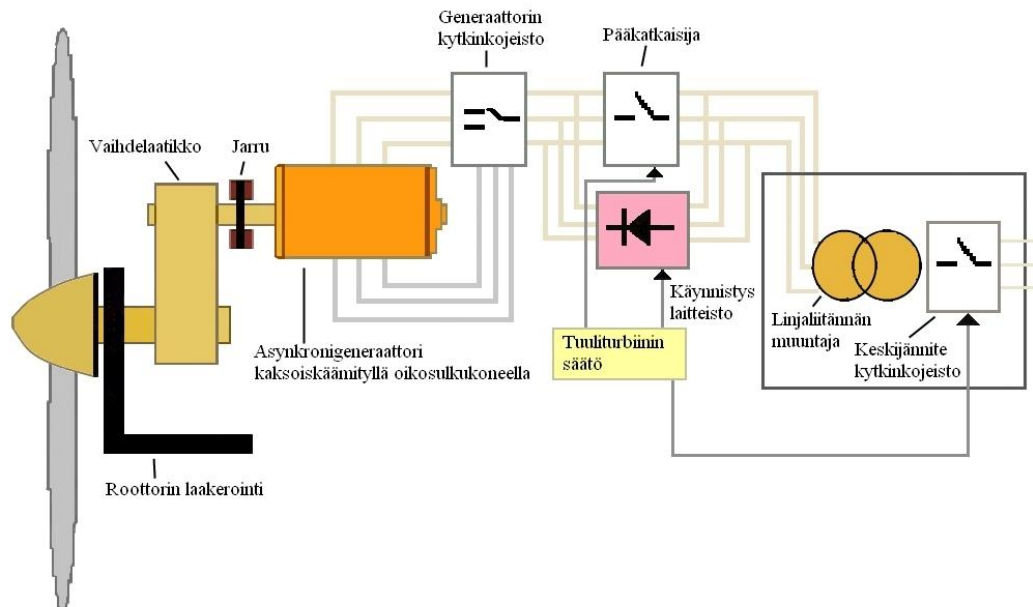 Generaattorin
kytkinkojeisto
Pääkatkaisija
Vaihdelaatikko
Jarru
Käynnistys
laitteisto
Linjaliitännän
muuntaja
Keskijännite
kytkinkojeisto
Tuuliturbiinin
säätö
Asynkronigeneraattori
kaksoiskäämityllä oikosulkukoneella
Roottorin laakerointi